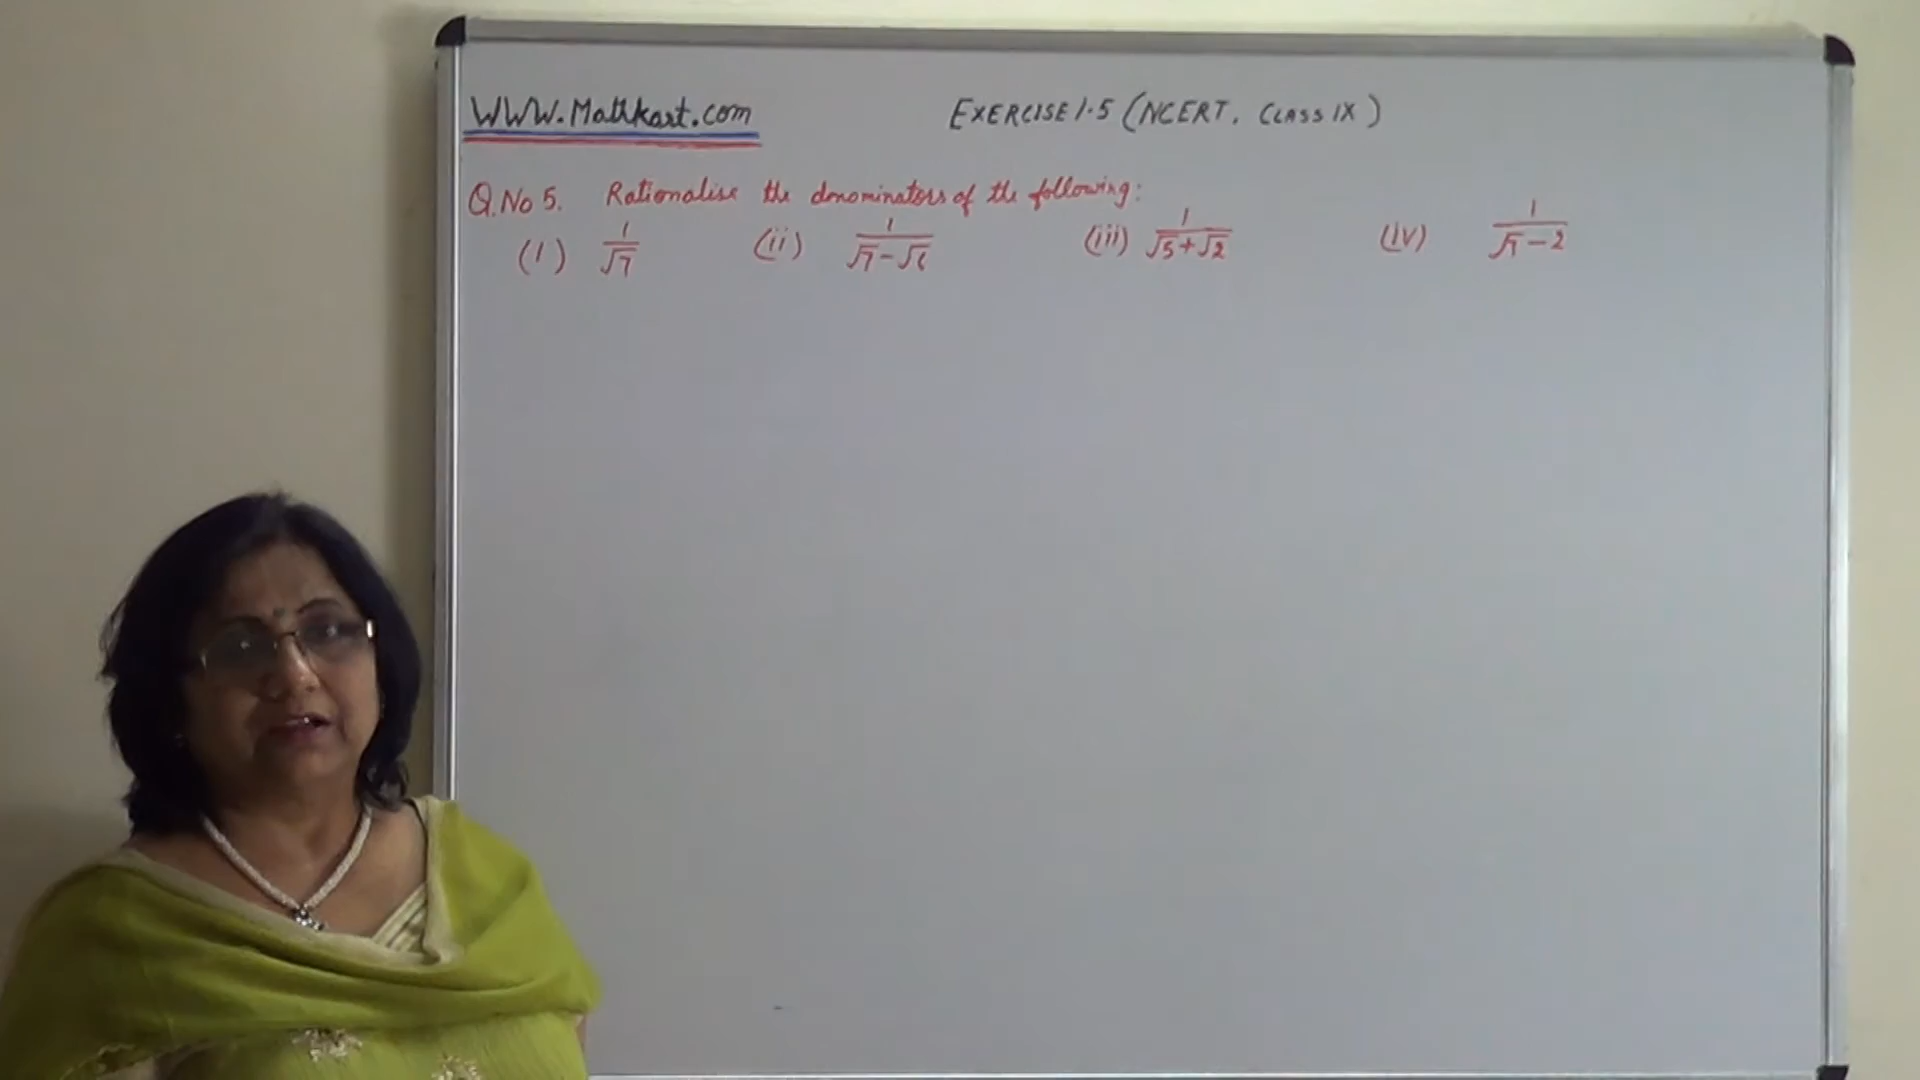 WWW.Mathkart.com EXERCISE 1.5 (NCERT. CLASS IX)
Q.No 5. Rationalise the denominators of the following:
(i) 1/√7 (ii) 1/(√7-√6) (iii) 1/(√5+√2) (iv) 1/(√7-2)